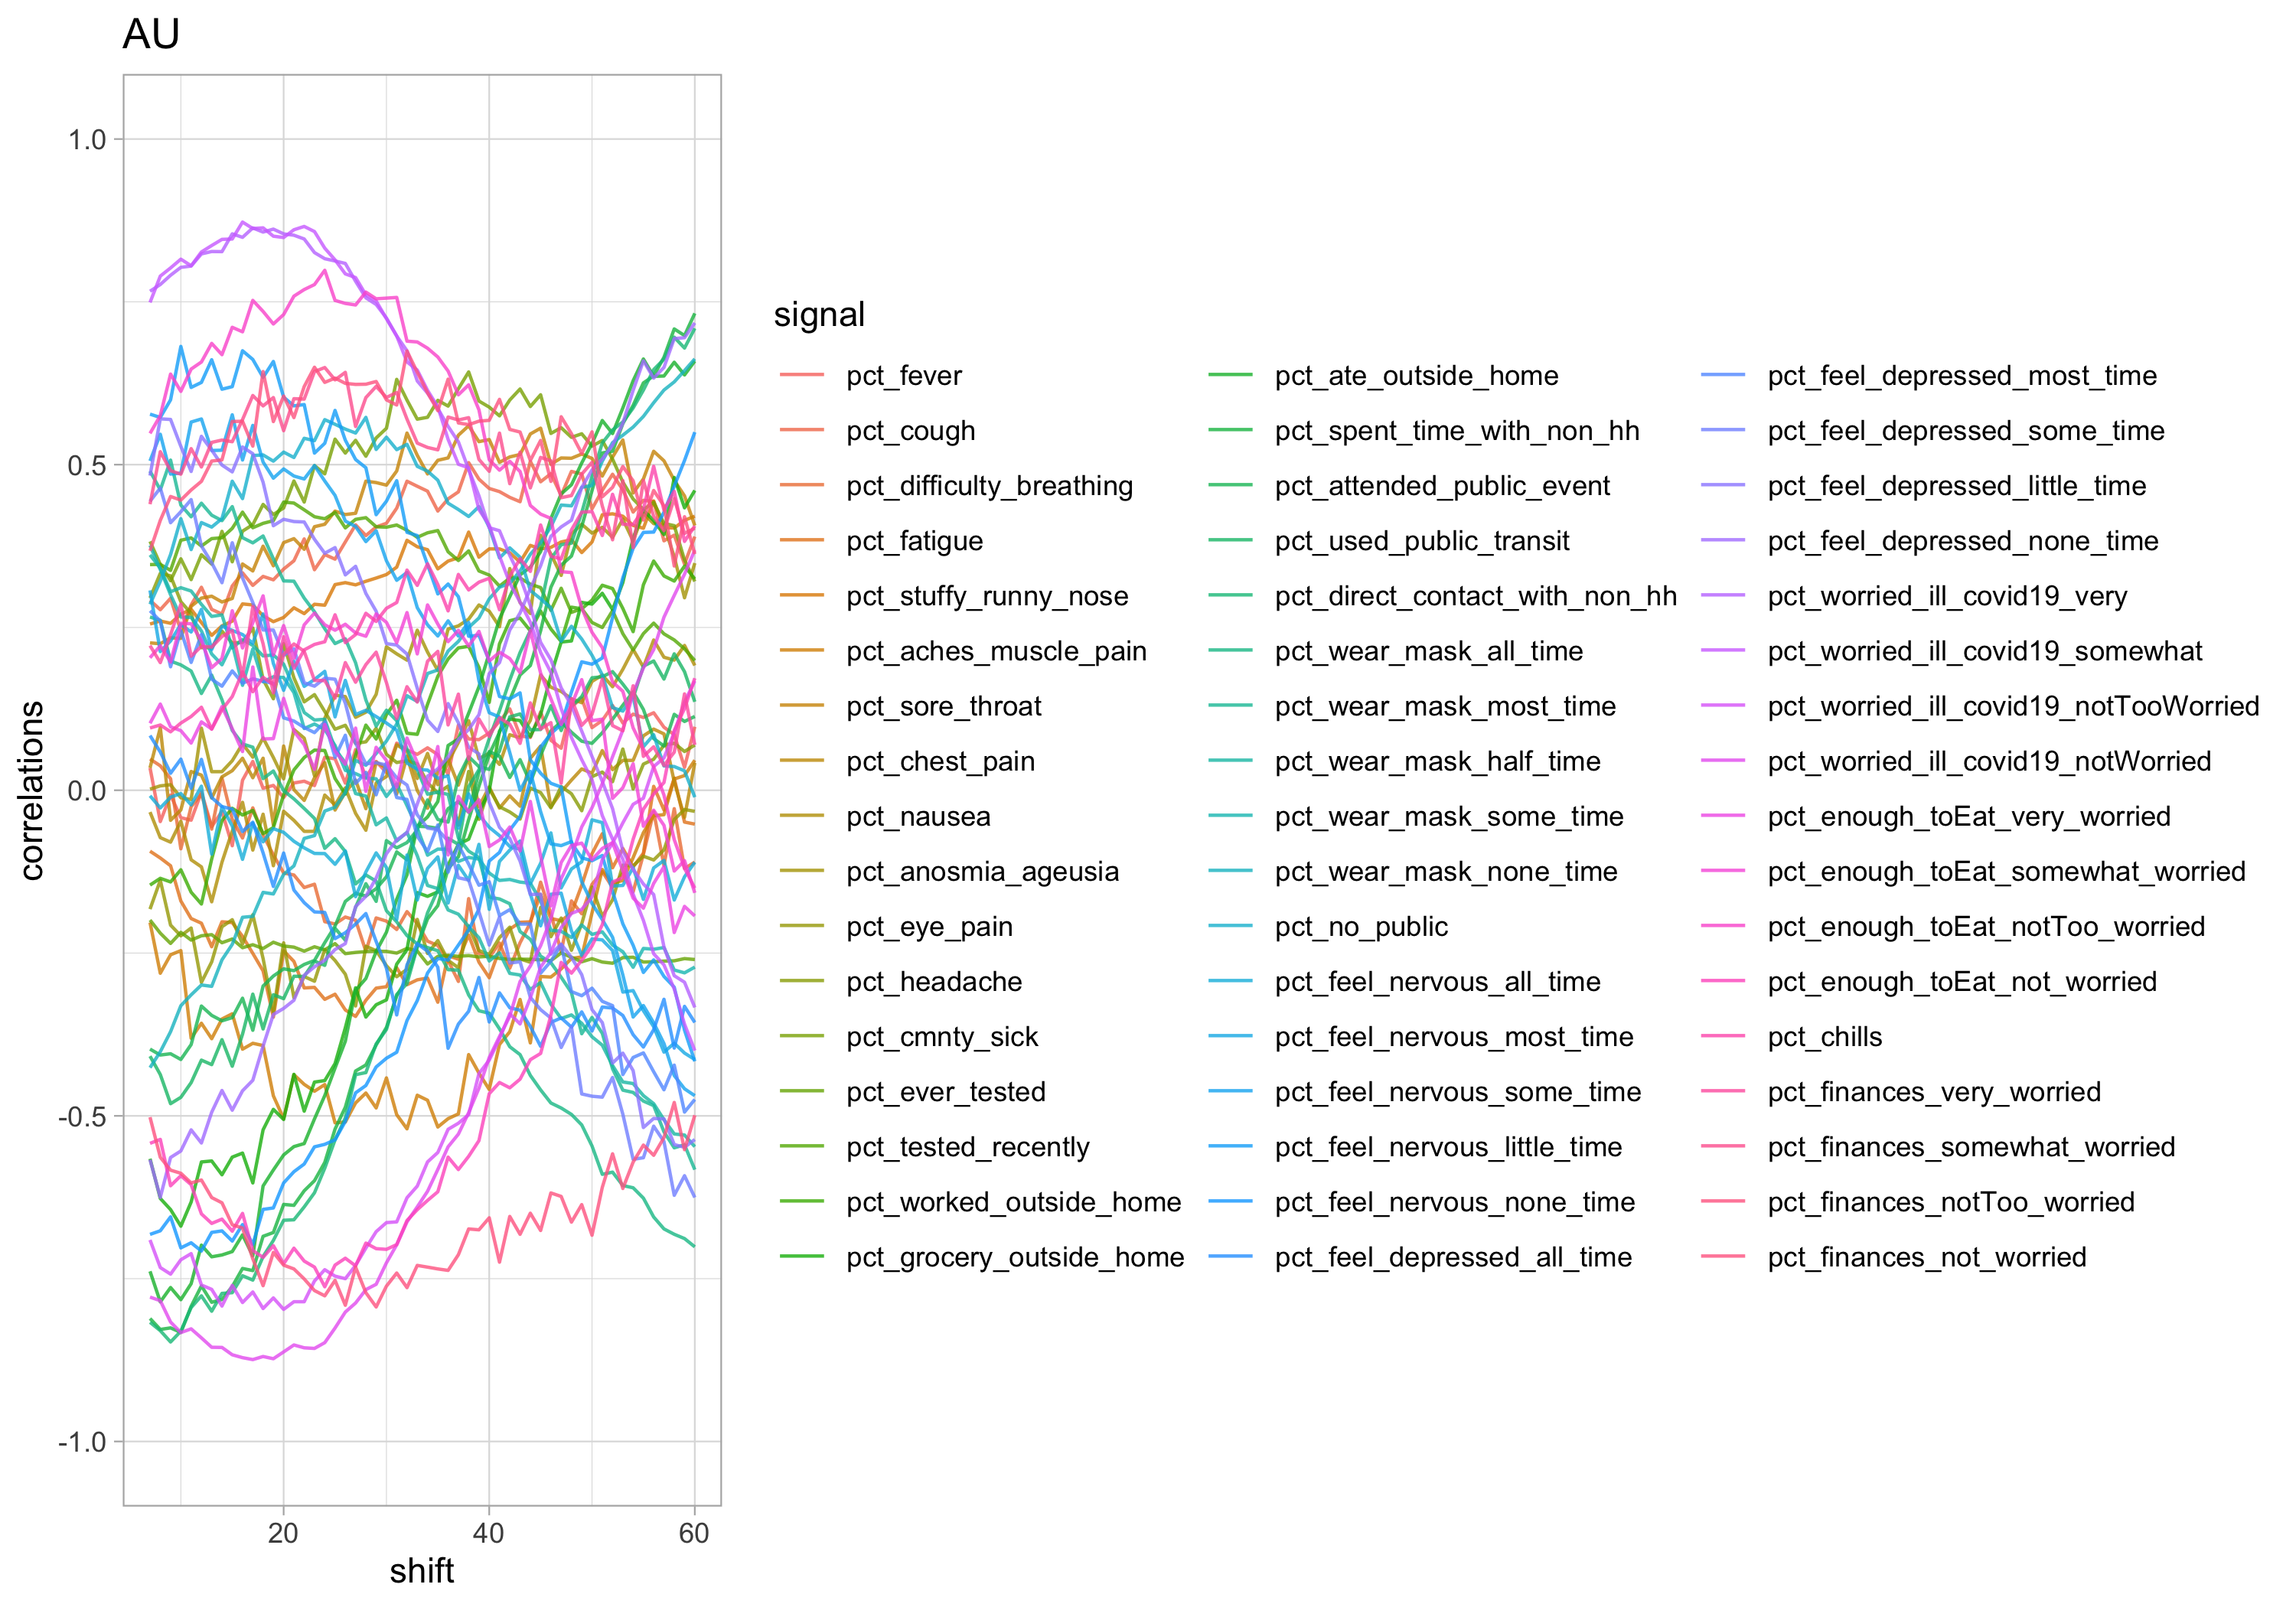 AU
1.0
0.5
0.0
-0.5
-1.0
correlations
20
40
60
shift
signal
pct_fever
pct_cough
pct_difficulty_breathing
pct_fatigue
pct_stuffy_runny_nose
pct_aches_muscle_pain
pct_sore_throat
pct_chest_pain
pct_nausea
pct_anosmia_ageusia
pct_eye_pain
pct_headache
pct_cmnty_sick
pct_ever_tested
pct_tested_recently
pct_worked_outside_home
pct_grocery_outside_home
pct_ate_outside_home
pct_spent_time_with_non_hh
pct_attended_public_event
pct_used_public_transit
pct_direct_contact_with_non_hh
pct_wear_mask_all_time
pct_wear_mask_most_time
pct_wear_mask_half_time
pct_wear_mask_some_time
pct_wear_mask_none_time
pct_no_public
pct_feel_nervous_all_time
pct_feel_nervous_most_time
pct_feel_nervous_some_time
pct_feel_nervous_little_time
pct_feel_nervous_none_time
pct_feel_depressed_all_time
pct_feel_depressed_most_time
pct_feel_depressed_some_time
pct_feel_depressed_little_time
pct_feel_depressed_none_time
pct_worried_ill_covid19_very
pct_worried_ill_covid19_somewhat
pct_worried_ill_covid19_notTooWorried
pct_worried_ill_covid19_notWorried
pct_enough_toEat_very_worried
pct_enough_toEat_somewhat_worried
pct_enough_toEat_notToo_worried
pct_enough_toEat_not_worried
pct_chills
pct_finances_very_worried
pct_finances_somewhat_worried
pct_finances_notToo_worried
pct_finances_not_worried